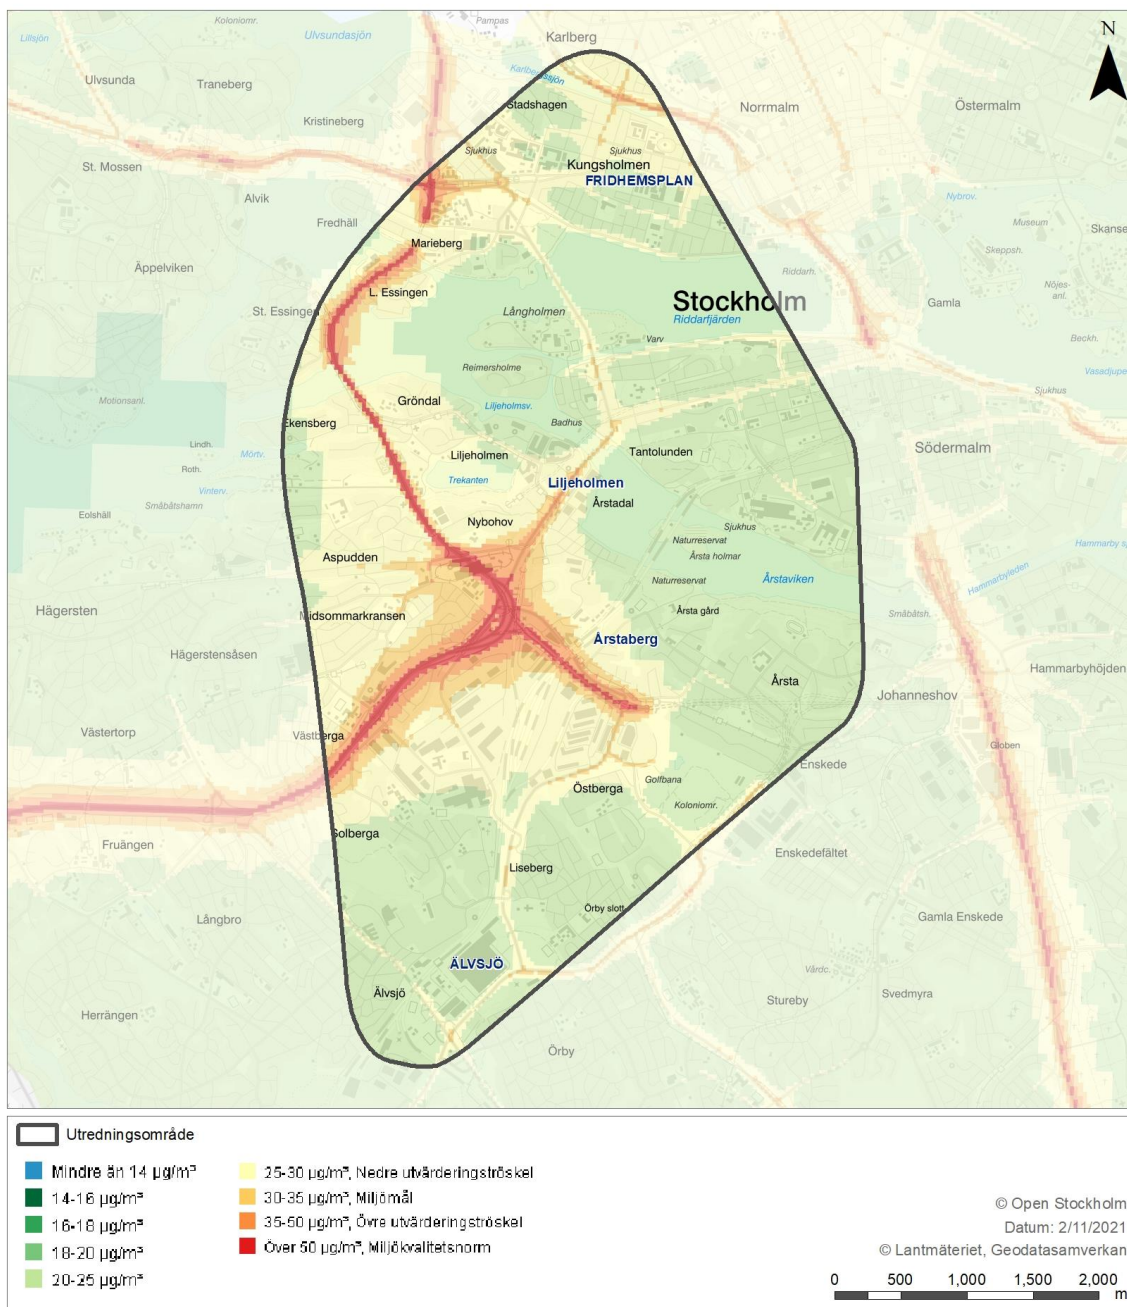 Koloniomr.
Pampas
N
Lillsjön
Ulvsundasjön
Karlberg
Karlbergssjön
Ulvsunda
Traneberg
Stadshagen
Norrmalm
Östermalm
Kristineberg
Sjukhus
Sjukhus
St. Mossen
Kungsholmen
FRIDHEMSPLAN
Alvik
Nybrov.
Fredhäll
Museum
Skanse
Marieberg
Skeppsh.
Äppelviken
Riddarh.
Nöjes-
anl.
L. Essingen
Stockholm
Gamla
St. Essingen
Långholmen
Riddarfjärden
Varv
Beckh.
Reimersholme
Vasadjupe
Motionsanl.
Gröndal
Liljeholmsv.
Sjukhus
Ekensberg
Badhus
Lindh.
Mörtv.
Liljeholmen
Tantolunden
Södermalm
Roth.
Trekanten
Liljeholmen
Vinterv.
Småbåtshamn
Årstadal
Eolshäll
Nybohov
Sjukhus
Naturreservat
Årsta holmar
Hammarby s
Aspudden
Naturreservat
Årstaviken
Hammarbyleden
Hägersten
Midsommarkransen
Årsta gård
Småbåtsh.
Årstaberg
Hägerstensåsen
Hammarbyhöjden
Årsta
Johanneshov
Västertorp
Västberga
Globen
Enskede
Golfbana
Östberga
Koloniomr.
Solberga
Fruängen
Enskedefältet
Liseberg
Örby slott
Långbro
Gamla Enskede
ÄLVSJÖ
Vårdc.
Älvsjö
Stureby
Svedmyra
Herrängen
Örby
Utredningsområde
Mindre än 14 µg/m³
14-16 µg/m³
16-18 µg/m³
18-20 µg/m³
20-25 µg/m³
25-30 µg/m³, Nedre utvärderingströskel
30-35 µg/m³, Miljömål
35-50 µg/m³, Övre utvärderingströskel
Över 50 µg/m³, Miljökvalitetsnorm
© Open Stockholm
Datum: 2/11/2021
© Lantmäteriet, Geodatasamverkan
0 500 1,000 1,500 2,000
m